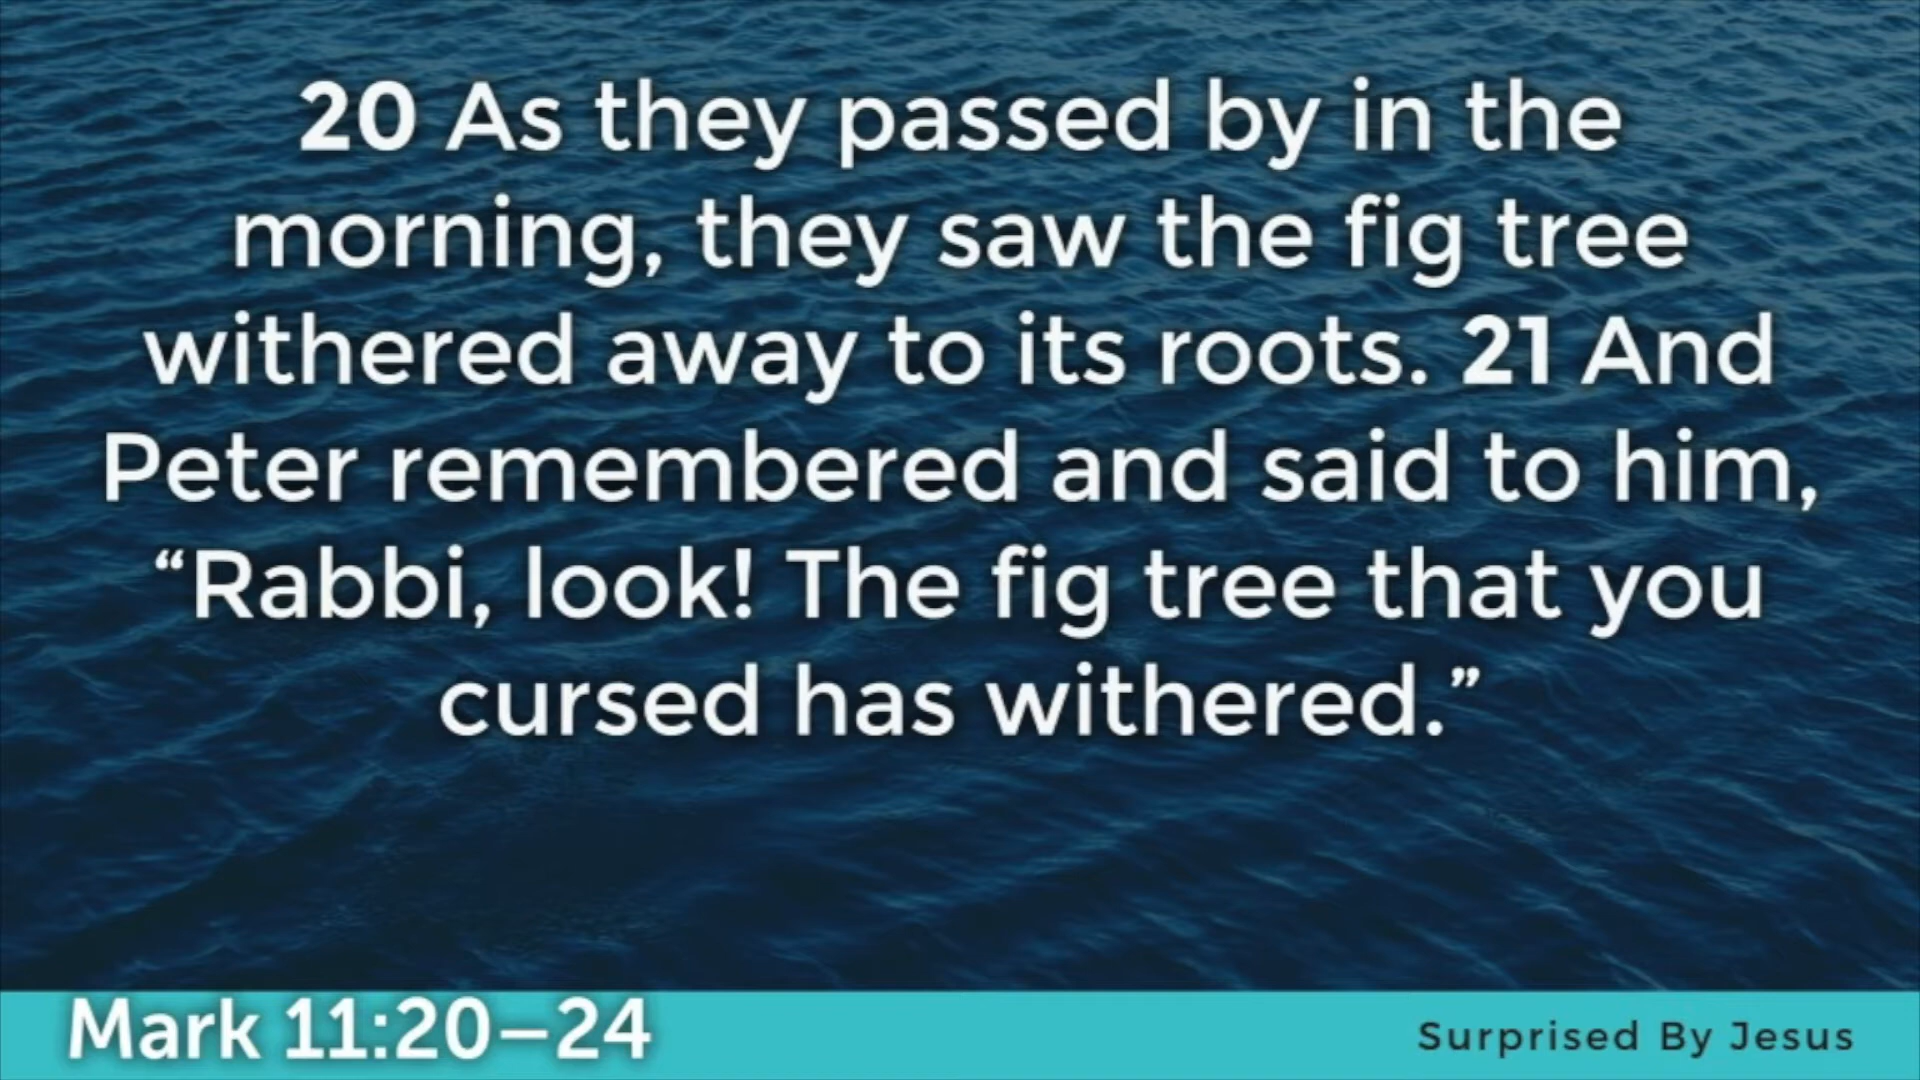 20 As they passed by in the
morning, they saw the fig tree
withered away to its roots. 21 And
Peter remembered and said to him,
“Rabbi, look! The fig tree that you
cursed has withered.”
Mark 11:20–24
Surprised By Jesus